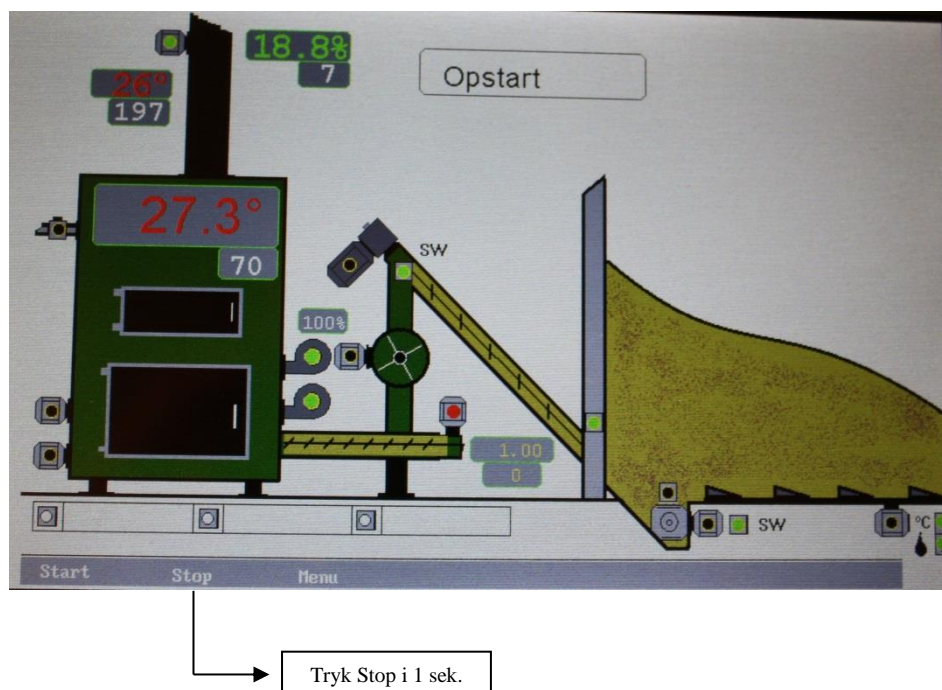 18.8%
7
26°
197
Opstart
27.3°
70
SW
100%
1.00
0
SW
°C
Start Stop Menu
Tryk Stop i 1 sek.